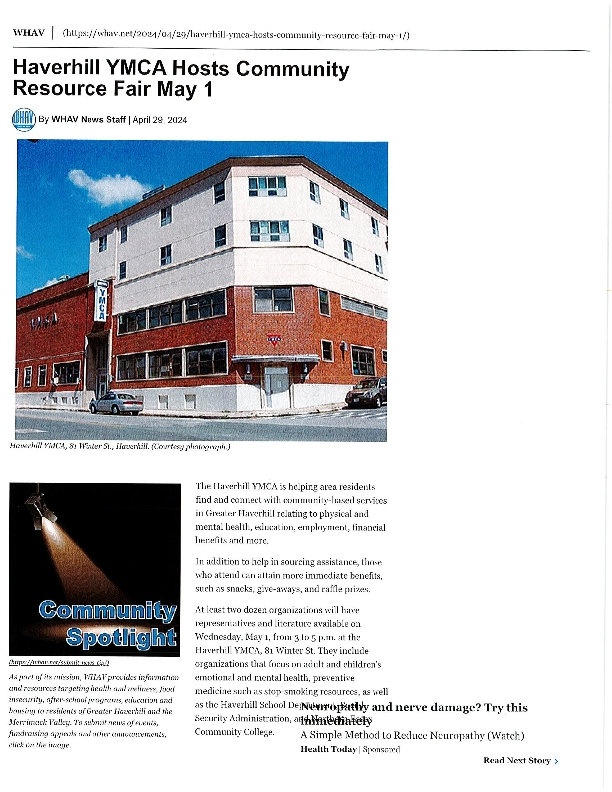 WHAV | (https://whav.net/2024/04/29/haverhill-ymca-hosts-community-resource-fair-may-1/)
Haverhill YMCA Hosts Community
Resource Fair May 1
WHAV
By WHAV News Staff | April 29, 2024
YMCA
YMCA
Haverhill YMCA, 81 Winter St., Haverhill. (Courtesy photograph.)
Community
Spotlight
(https://whav.net/submit-news-tip/)
As part of its mission, WHAV provides information
and resources targeting health and wellness, food
insecurity, after-school programs, education and
housing to residents of Greater Haverhill and the
Merrimack Valley. To submit news of events,
fundraising appeals and other announcements,
click on the image.
The Haverhill YMCA is helping area residents
find and connect with community-based services
in Greater Haverhill relating to physical and
mental health, education, employment, financial
benefits and more.
In addition to help in sourcing assistance, those
who attend can attain more immediate benefits,
such as snacks, give-aways, and raffle prizes.
At least two dozen organizations will have
representatives and literature available on
Wednesday, May 1, from 3 to 5 p.m. at the
Haverhill YMCA, 81 Winter St. They include
organizations that focus on adult and children's
emotional and mental health, preventive
medicine such as stop-smoking resources, as well
as the Haverhill School
Security Administration, and Northern Essex
Community College.
Neuropathy and nerve damage? Try this
immediately
A Simple Method to Reduce Neuropathy (Watch)
Health Today | Sponsored
Read Next Story >